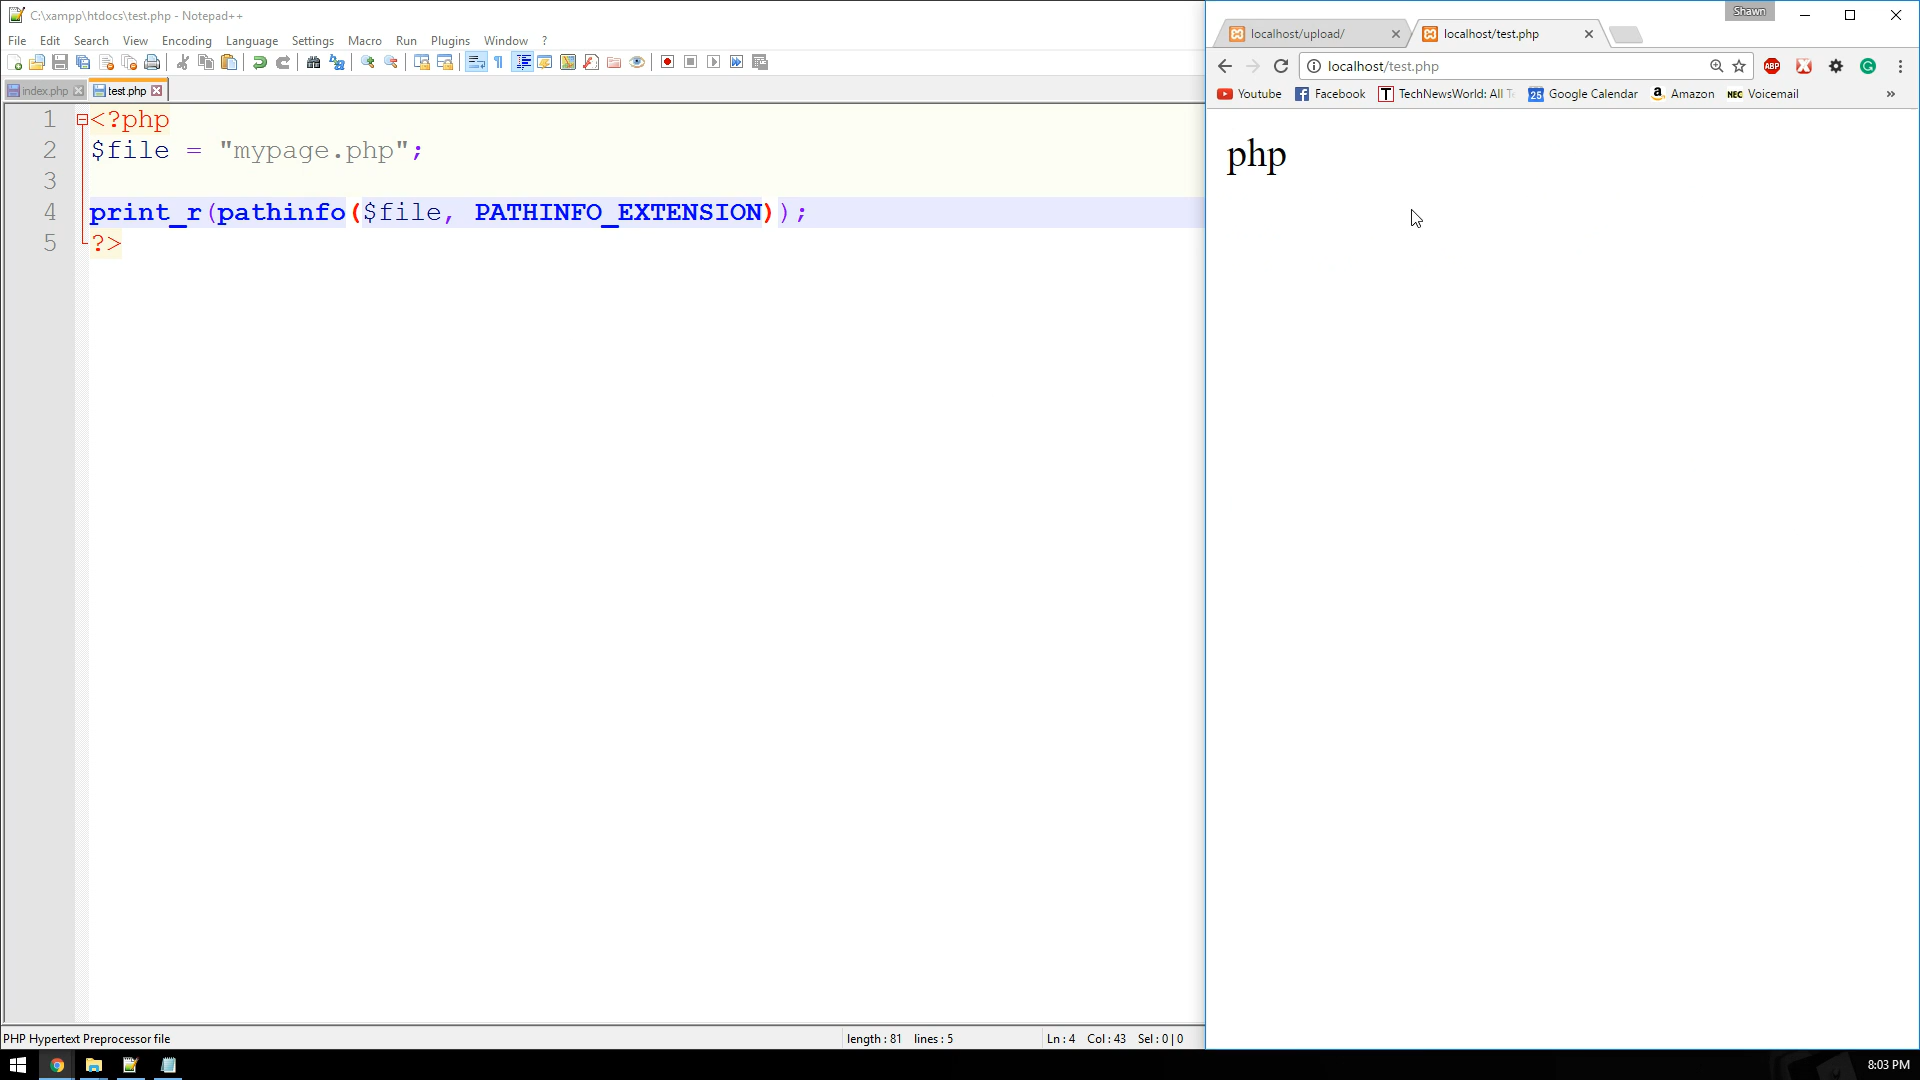 C:\xampp\htdocs\test.php - Notepad++
File Edit Search View Encoding Language Settings Macro Run Plugins Window ?
index.php test.php
1 <?php
2 $file = "mypage.php";
3
4 print_r(pathinfo($file, PATHINFO_EXTENSION));
5 ?>
PHP Hypertext Preprocessor file length : 81 lines : 5 Ln : 4 Col : 43 Sel : 0 | 0
Shawn
localhost/upload/ localhost/test.php
localhost/test.php ABP
Youtube Facebook T TechNewsWorld: All 25 Google Calendar a Amazon NEC Voicemail »
php
8:03 PM